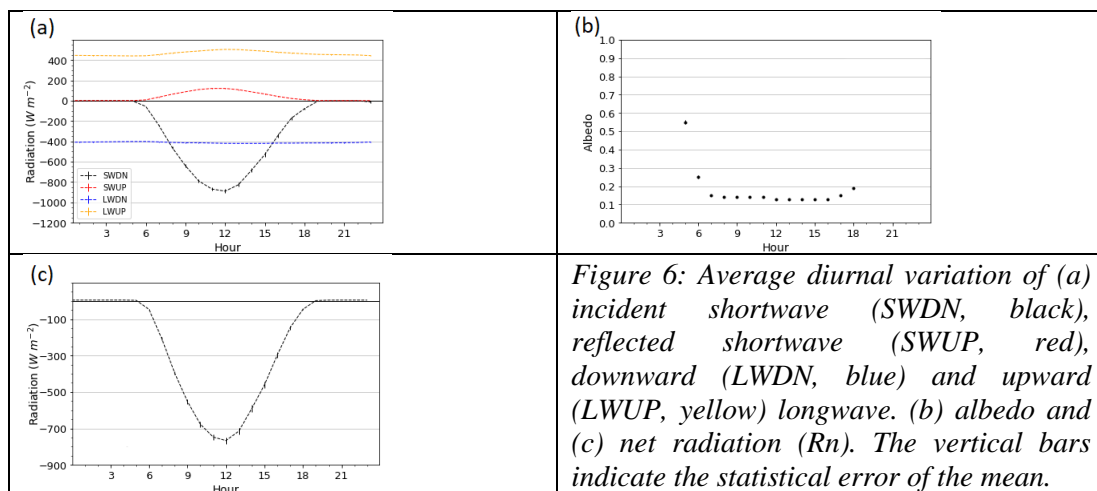 (a)
400
200
0
−200
−400
−600
−800
−1000
−1200
Radiation (W m⁻²)
SWDN
SWUP
LWDN
LWUP
3 6 9 12 15 18 21
Hour
(b)
1.0
0.9
0.8
0.7
0.6
0.5
0.4
0.3
0.2
0.1
0.0
Albedo
3 6 9 12 15 18 21
Hour
(c)
−100
−300
−500
−700
−900
Radiation (W m⁻²)
3 6 9 12 15 18 21
Hour
Figure 6: Average diurnal variation of (a)
incident shortwave (SWDN, black),
reflected shortwave (SWUP, red),
downward (LWDN, blue) and upward
(LWUP, yellow) longwave. (b) albedo and
(c) net radiation (Rn). The vertical bars
indicate the statistical error of the mean.